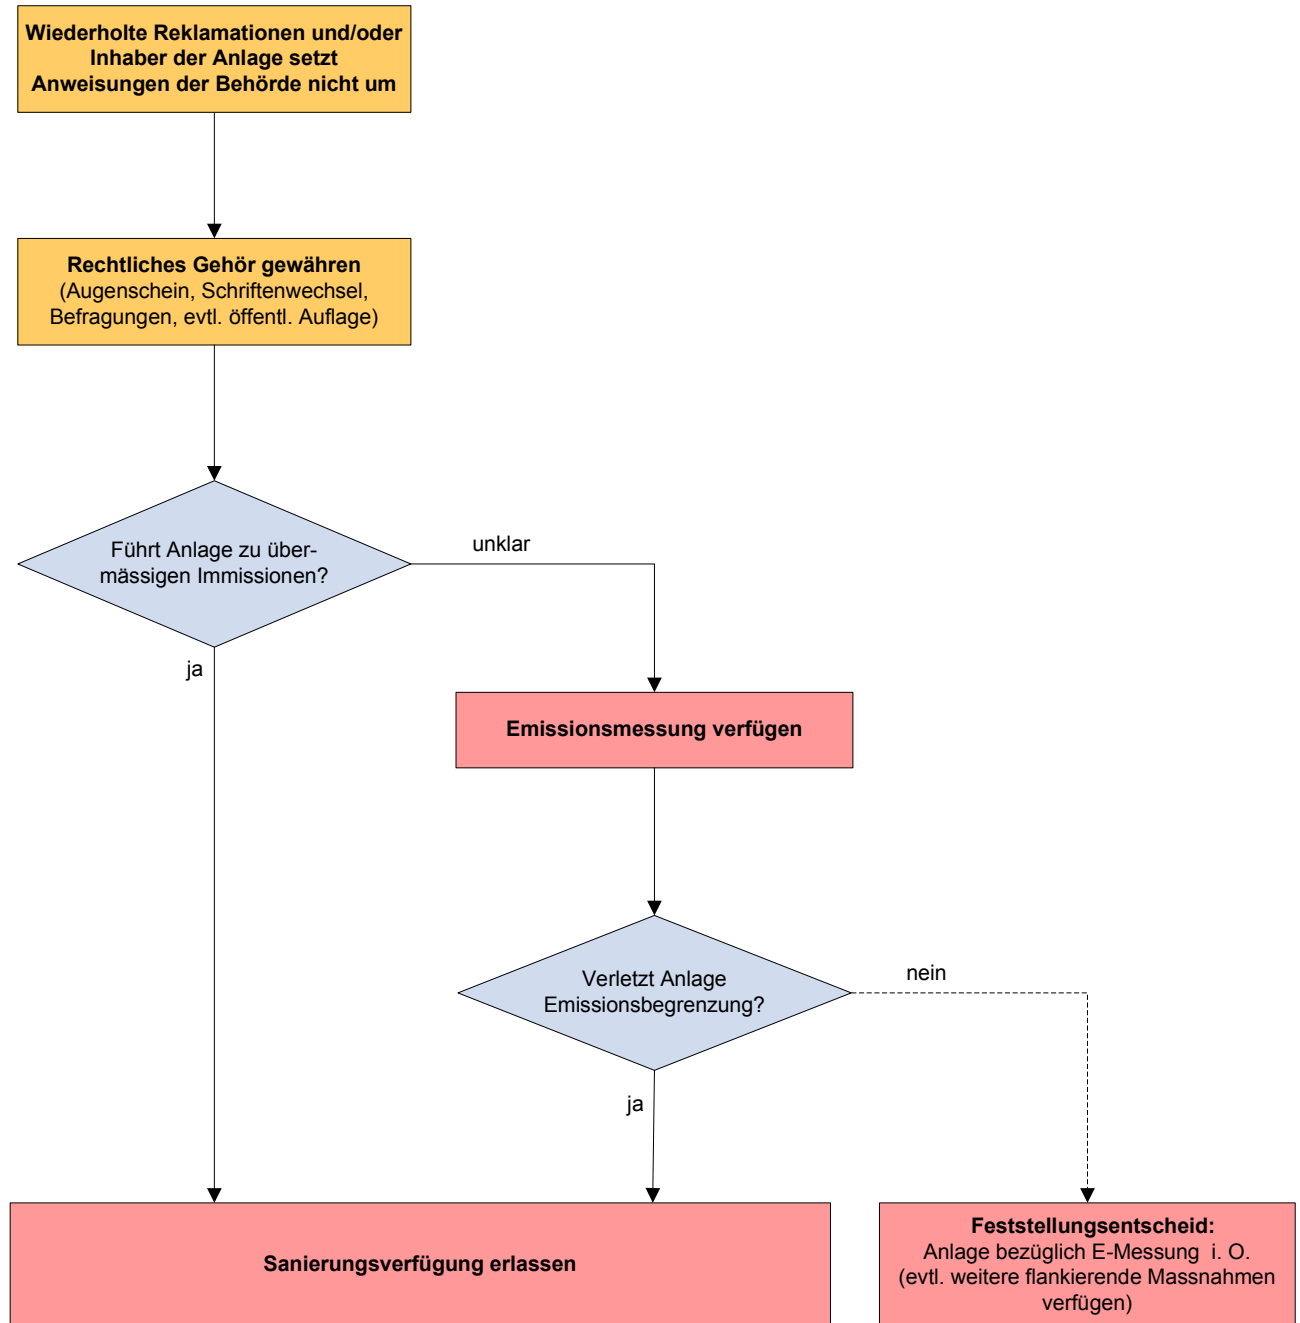 Wiederholte Reklamationen und/oder
Inhaber der Anlage setzt
Anweisungen der Behörde nicht um
Rechtliches Gehör gewähren
(Augenschein, Schriftenwechsel,
Befragungen, evtl. öffentl. Auflage)
Führt Anlage zu über-
mässigen Immissionen?
unklar
ja
Emissionsmessung verfügen
Verletzt Anlage
Emissionsbegrenzung?
nein
ja
Sanierungsverfügung erlassen
Feststellungsentscheid:
Anlage bezüglich E-Messung i. O.
(evtl. weitere flankierende Massnahmen
verfügen)